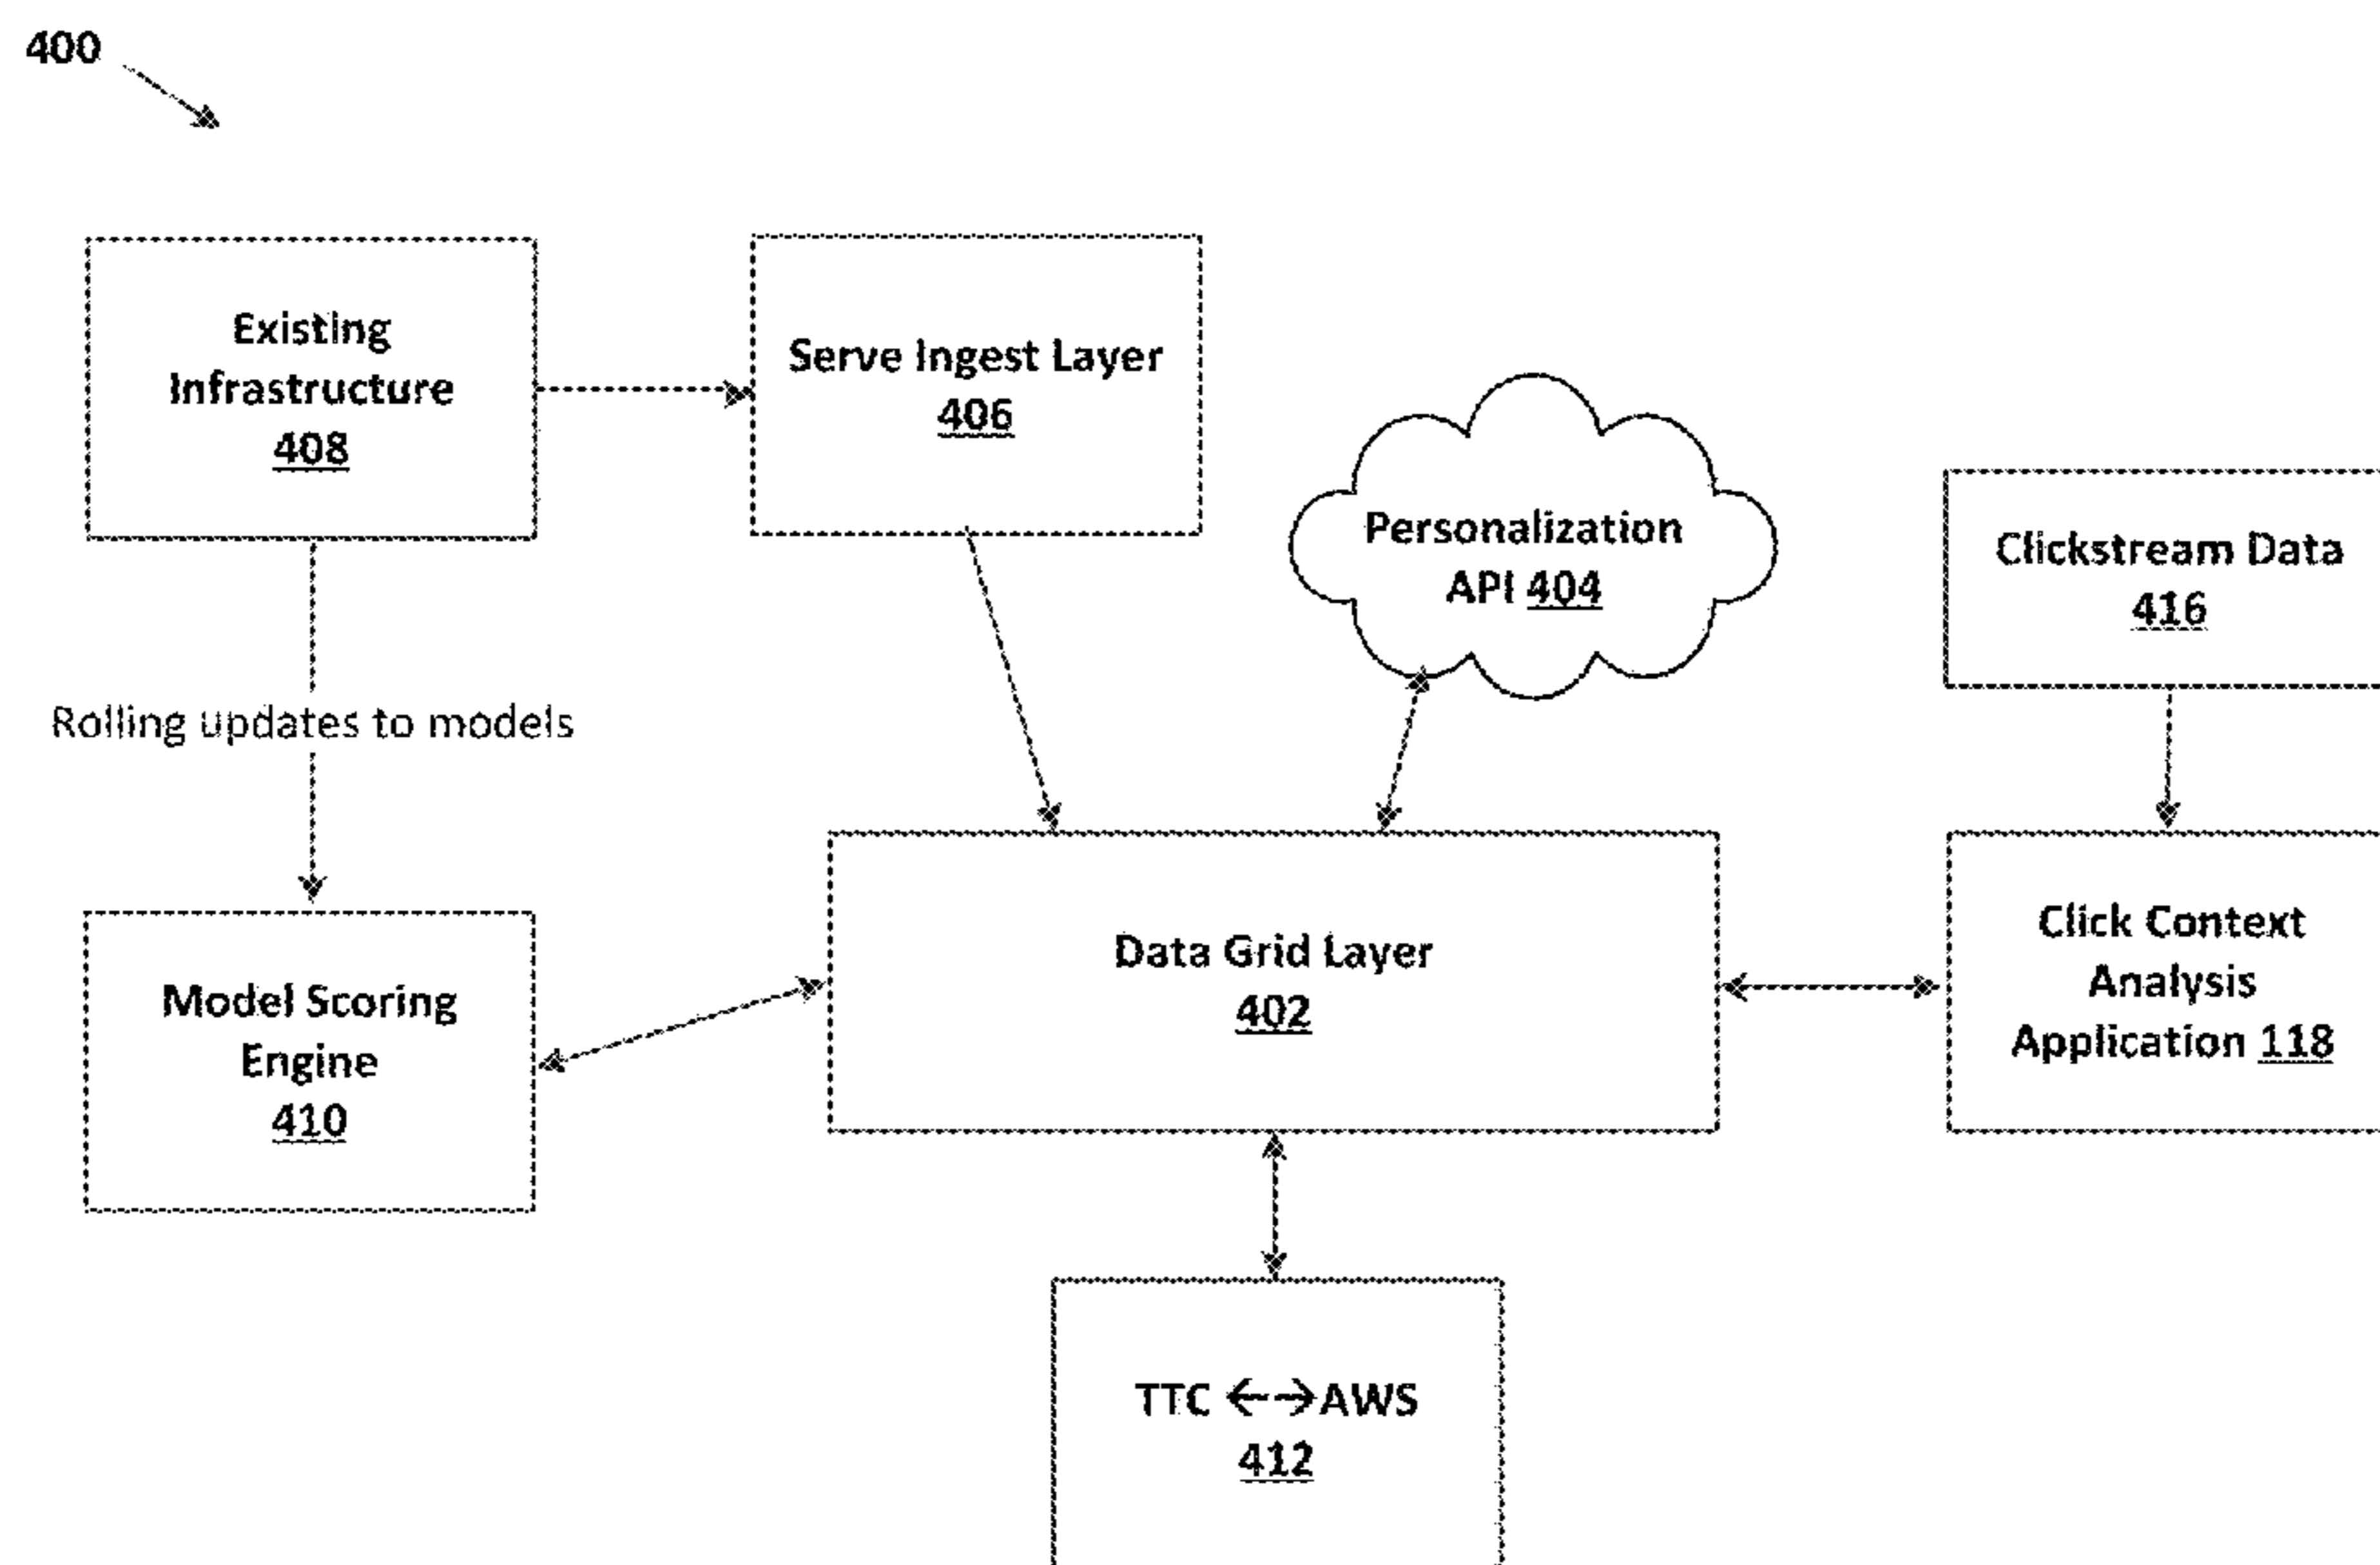 400
Existing
Infrastructure
408
Serve Ingest Layer
406
Personalization
API 404
Clickstream Data
416
Rolling updates to models
Model Scoring
Engine
410
Data Grid Layer
402
Click Context
Analysis
Application 118
TTC ←→AWS
412